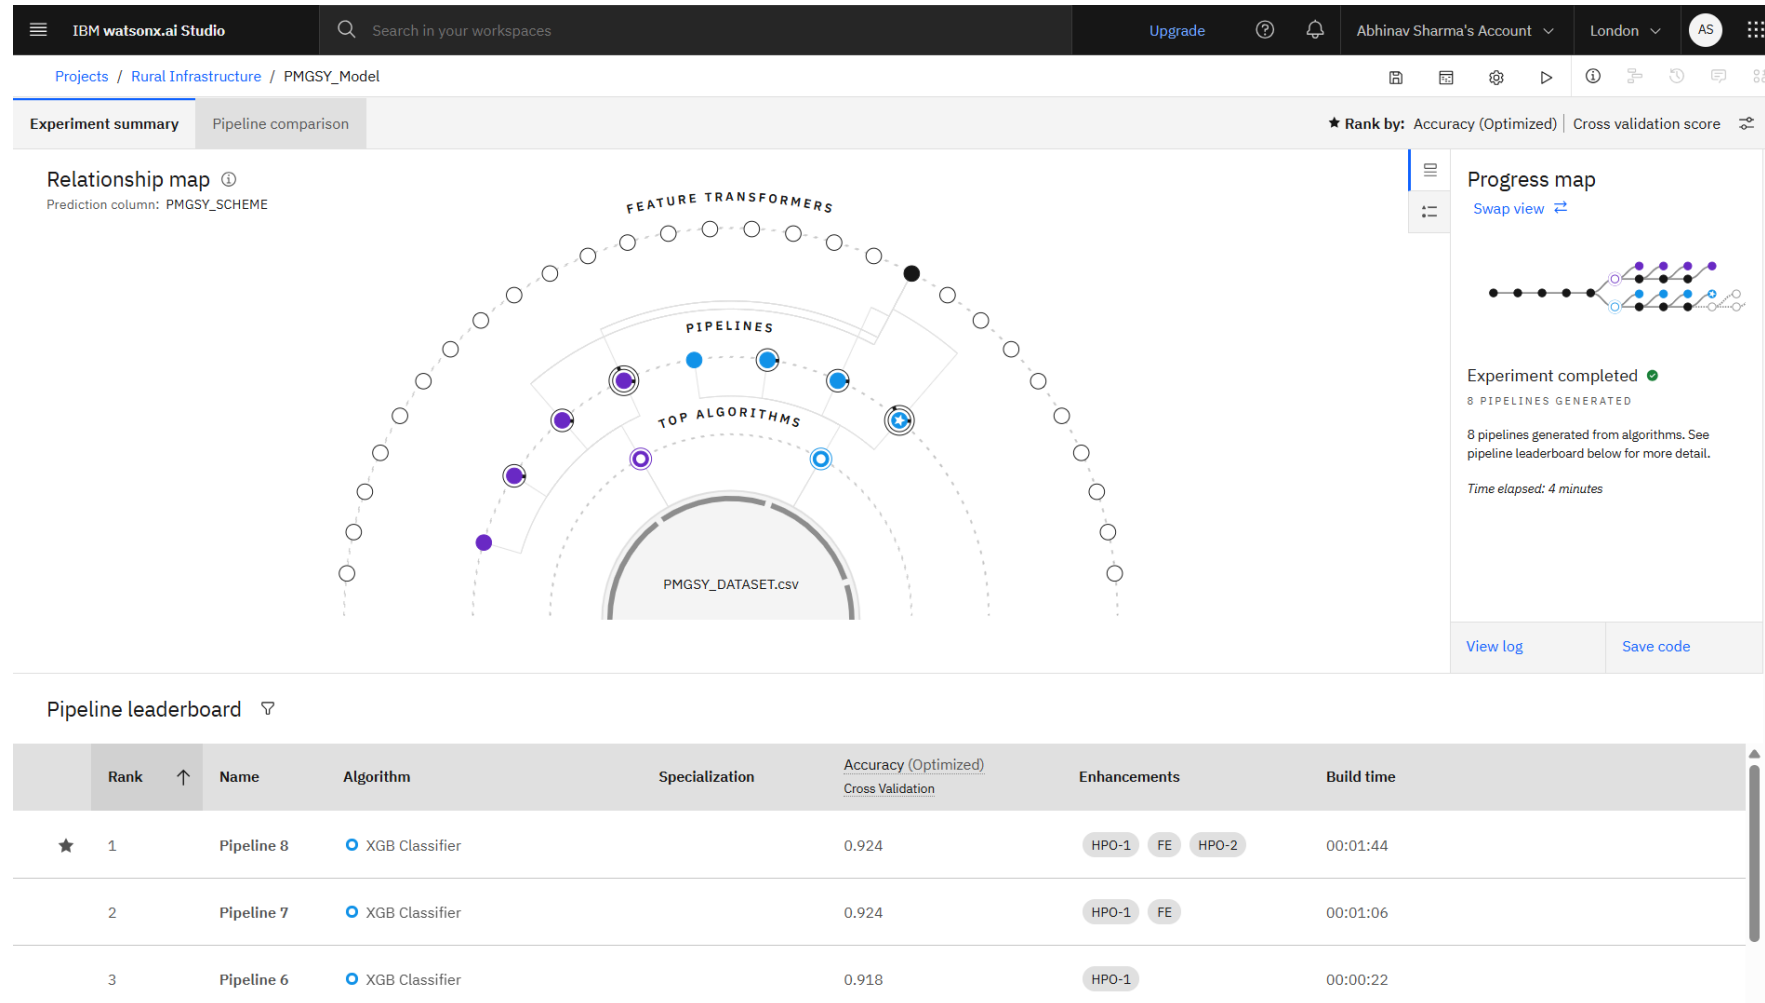 IBM watsonx.ai Studio
Search in your workspaces
Upgrade
Abhinav Sharma's Account
London
AS
Projects / Rural Infrastructure / PMGSY_Model
Experiment summary
Pipeline comparison
Rank by: Accuracy (Optimized) | Cross validation score
Relationship map
Prediction column: PMGSY_SCHEME
FEATURE TRANSFORMERS
PIPELINES
TOP ALGORITHMS
PMGSY_DATASET.csv
Progress map
Swap view
Experiment completed
8 PIPELINES GENERATED
8 pipelines generated from algorithms. See
pipeline leaderboard below for more detail.
Time elapsed: 4 minutes
View log
Save code
Pipeline leaderboard
Rank Name Algorithm Specialization Accuracy (Optimized) Enhancements Build time
Cross Validation
1 Pipeline 8 XGB Classifier 0.924 HPO-1 FE HPO-2 00:01:44
2 Pipeline 7 XGB Classifier 0.924 HPO-1 FE 00:01:06
3 Pipeline 6 XGB Classifier 0.918 HPO-1 00:00:22